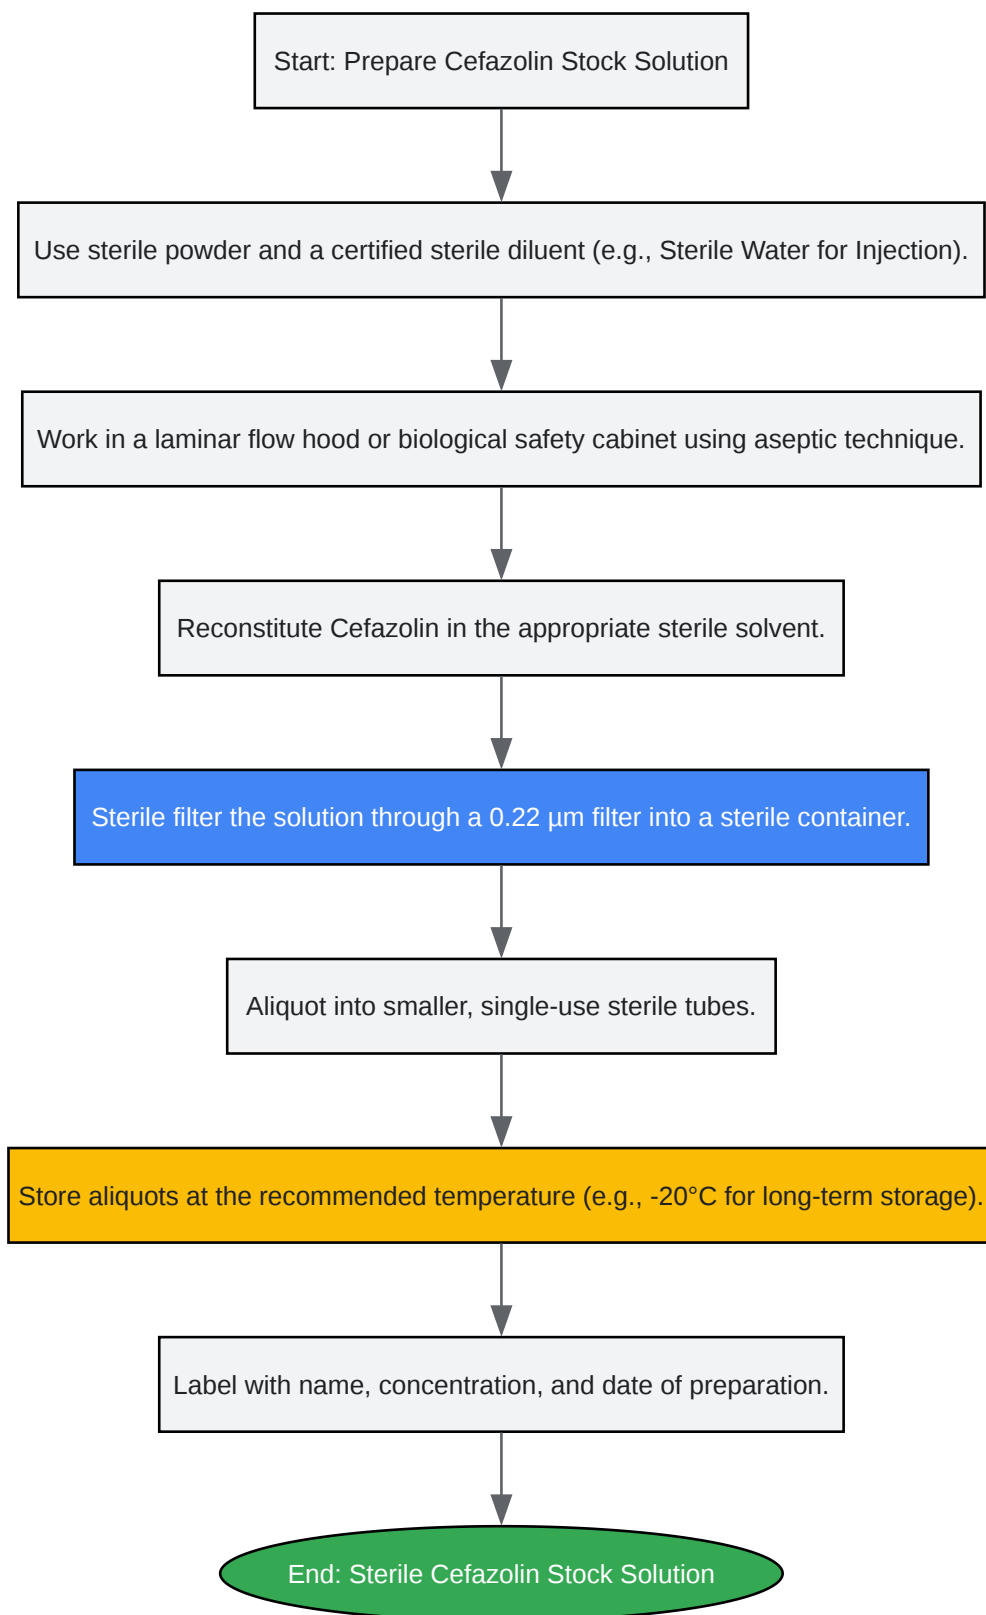 Start: Prepare Cefazolin Stock Solution
Use sterile powder and a certified sterile diluent (e.g., Sterile Water for Injection).
Work in a laminar flow hood or biological safety cabinet using aseptic technique.
Reconstitute Cefazolin in the appropriate sterile solvent.
Sterile filter the solution through a 0.22 µm filter into a sterile container.
Aliquot into smaller, single-use sterile tubes.
Store aliquots at the recommended temperature (e.g., -20°C for long-term storage).
Label with name, concentration, and date of preparation.
End: Sterile Cefazolin Stock Solution